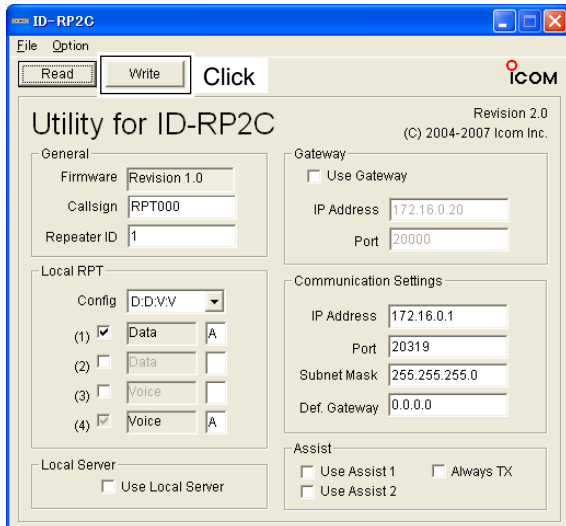 ID-RP2C
File Option
Read Write Click
ICOM
Utility for ID-RP2C
Revision 2.0
(C) 2004-2007 Icom Inc.
General
Firmware Revision 1.0
Callsign RPT000
Repeater ID 1
Gateway
Use Gateway
IP Address 172.16.0.20
Port 20000
Local RPT
Config D:D:V:V
(1) Data A
(2) Data
(3) Voice
(4) Voice A
Communication Settings
IP Address 172.16.0.1
Port 20319
Subnet Mask 255.255.255.0
Def. Gateway 0.0.0.0
Local Server
Use Local Server
Assist
Use Assist 1 Always TX
Use Assist 2